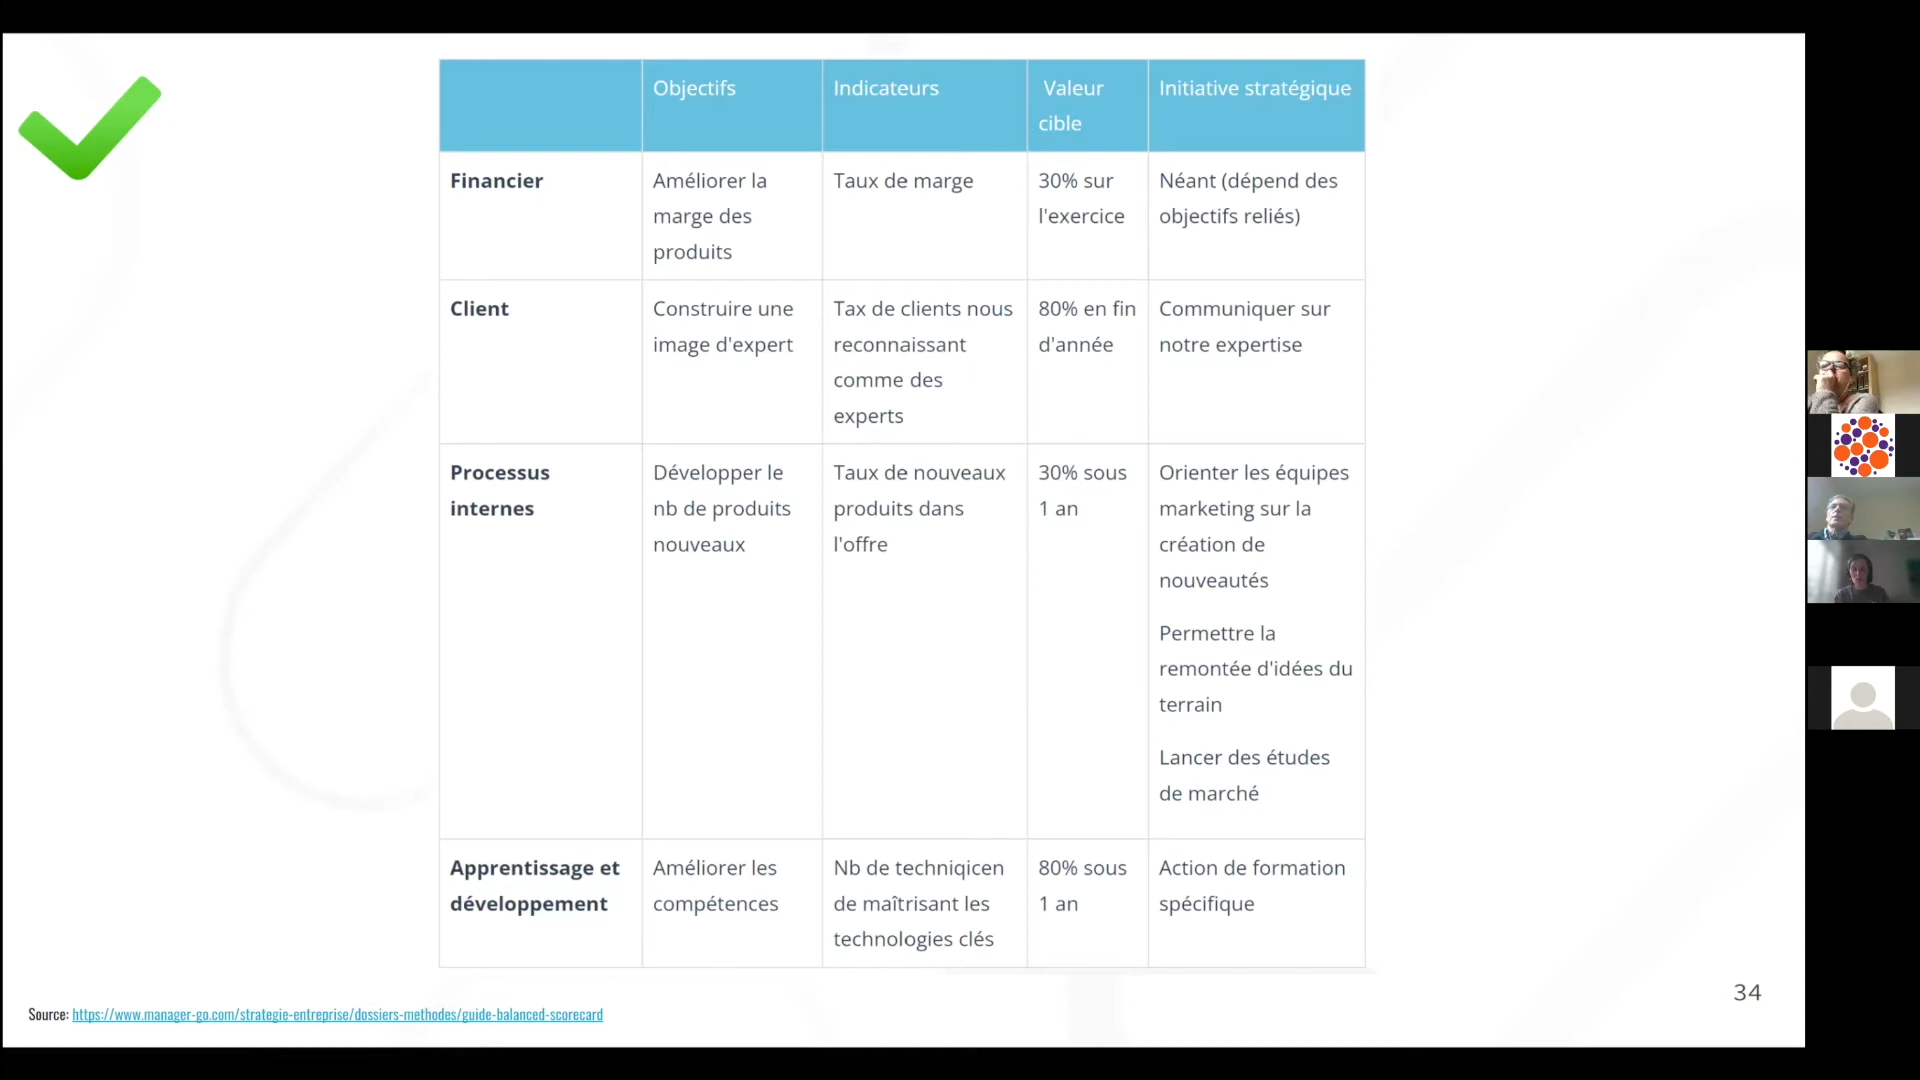 Objectifs
Indicateurs
Valeur
cible
Initiative stratégique
Financier
Améliorer la
marge des
produits
Taux de marge
30% sur
l'exercice
Néant (dépend des
objectifs reliés)
Client
Construire une
image d'expert
Tax de clients nous
reconnaissant
comme des
experts
80% en fin
d'année
Communiquer sur
notre expertise
Processus
internes
Développer le
nb de produits
nouveaux
Taux de nouveaux
produits dans
l'offre
30% sous
1 an
Orienter les équipes
marketing sur la
création de
nouveautés
Permettre la
remontée d'idées du
terrain
Lancer des études
de marché
Apprentissage et
développement
Améliorer les
compétences
Nb de techniqicen
de maîtrisant les
technologies clés
80% sous
1 an
Action de formation
spécifique
34
Source: https://www.manager-go.com/strategie-entreprise/dossiers-methodes/guide-balanced-scorecard